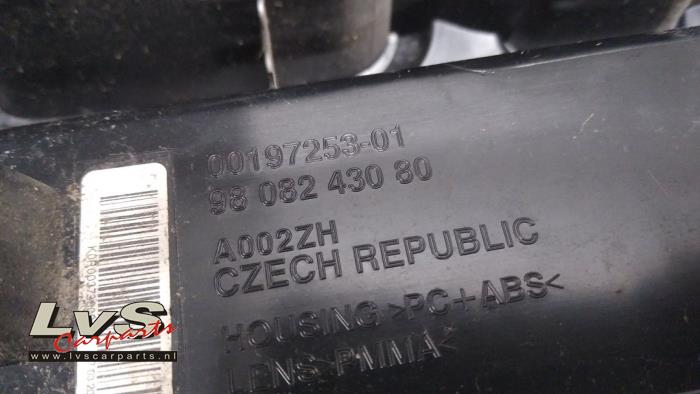 00197253-01
98 082 430 80
A002ZH
CZECH REPUBLIC
HOUSING >PC+ABS<
LENS>PMMA<
LvS
Carparts
www.lvscarparts.nl